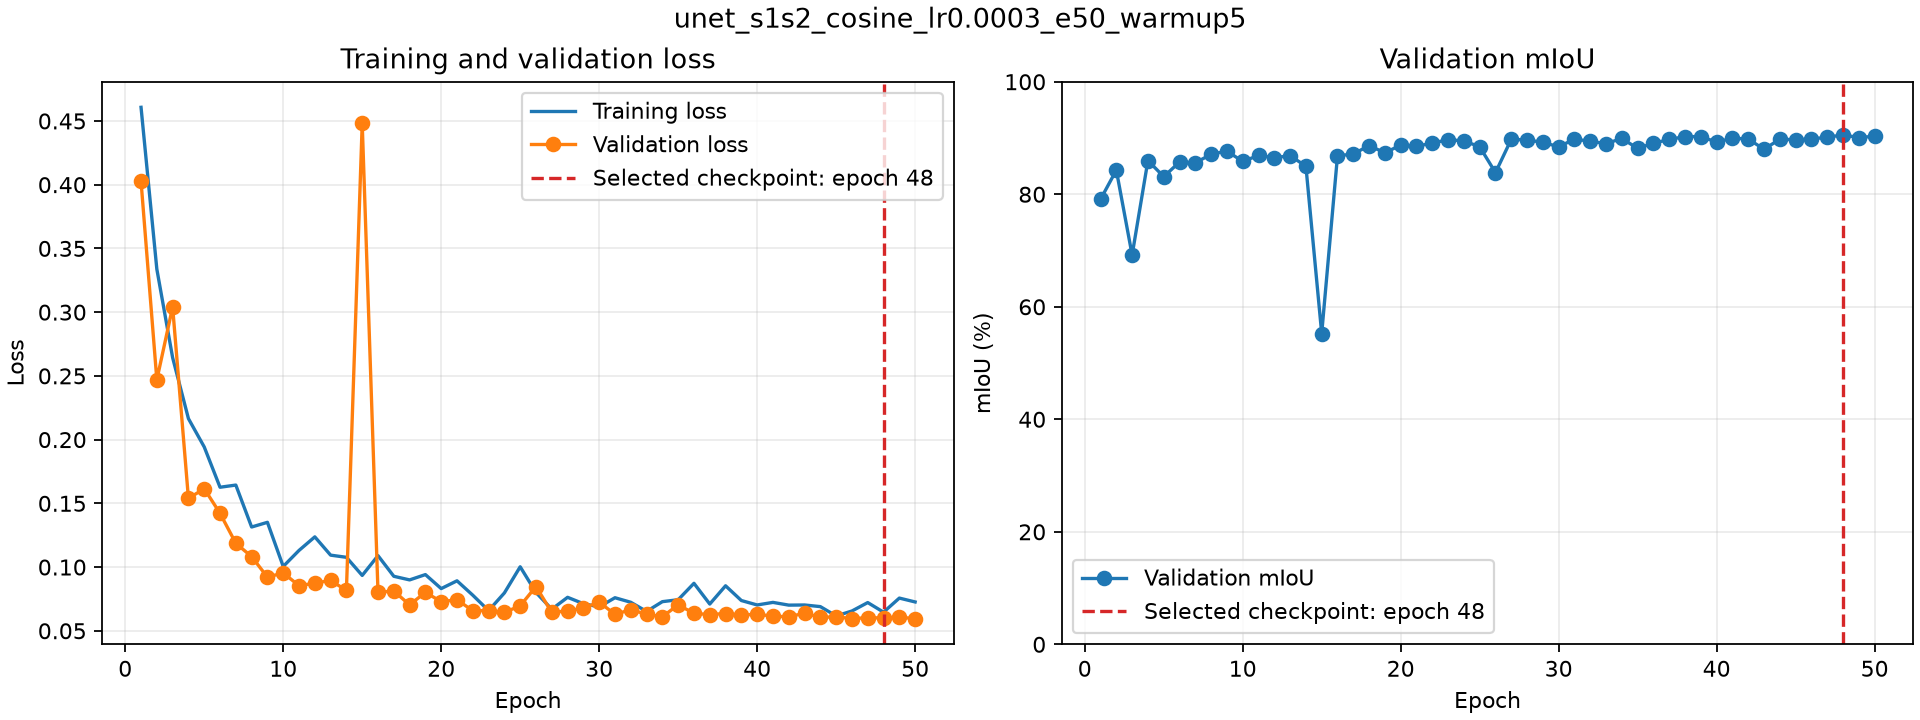 unet_s1s2_cosine_lr0.0003_e50_warmup5
Training and validation loss
Training loss
Validation loss
Selected checkpoint: epoch 48
0.45
0.40
0.35
0.30
0.25
0.20
0.15
0.10
0.05
Loss
0 10 20 30 40 50
Epoch
Validation mIoU
100
80
60
40
20
0
mIoU (%)
Validation mIoU
Selected checkpoint: epoch 48
0 10 20 30 40 50
Epoch